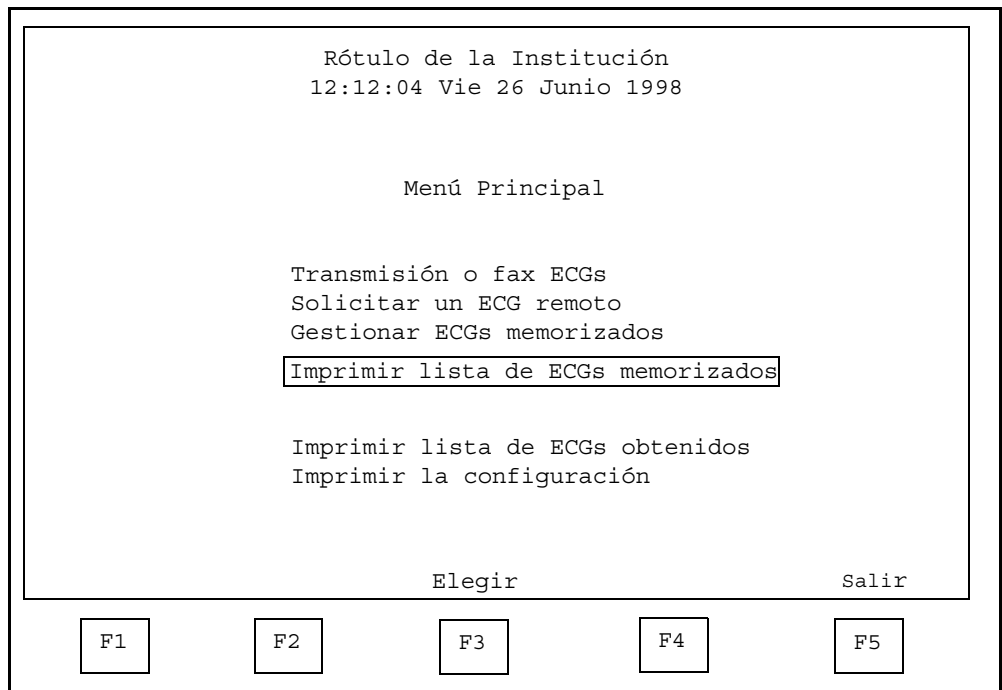 Rótulo de la Institución
12:12:04 Vie 26 Junio 1998
Menú Principal
Transmisión o fax ECGs
Solicitar un ECG remoto
Gestionar ECGs memorizados
Imprimir lista de ECGs memorizados
Imprimir lista de ECGs obtenidos
Imprimir la configuración
Elegir Salir
F1 F2 F3 F4 F5